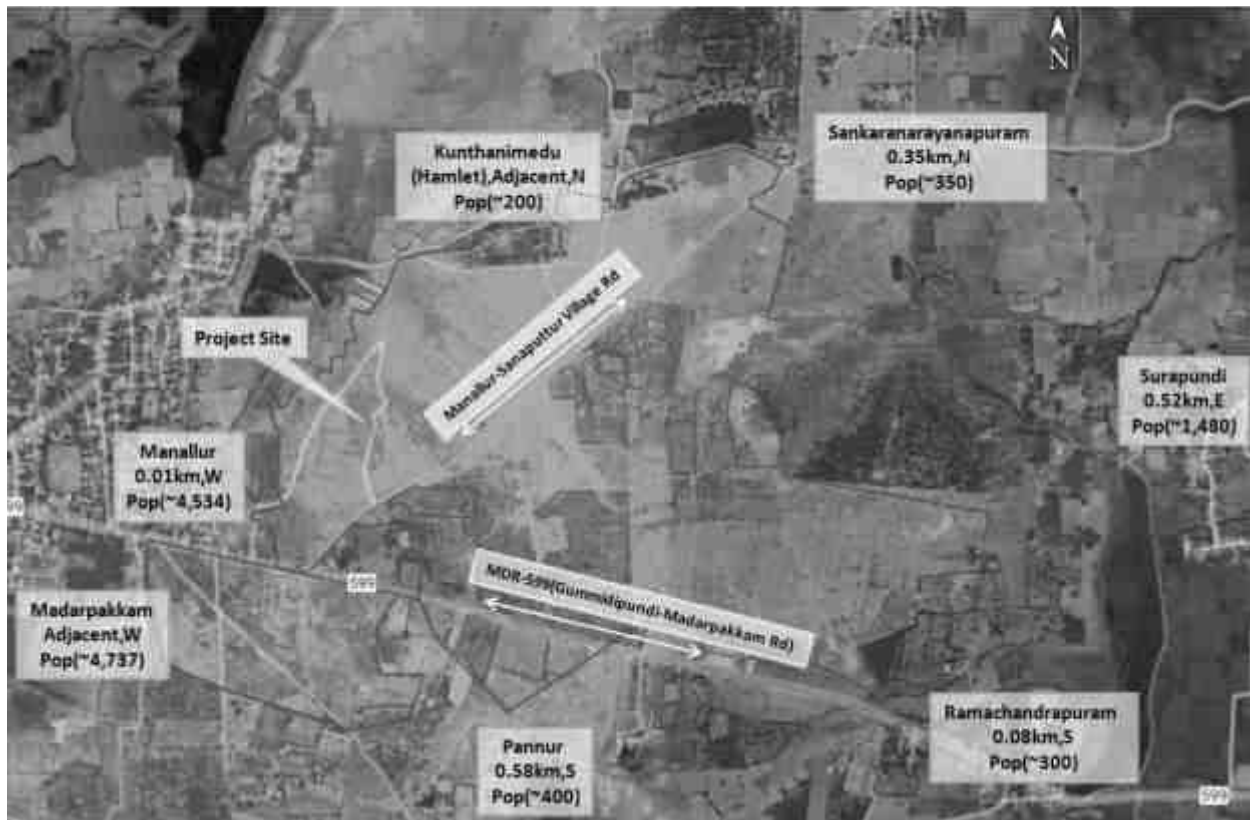 N
Kunthanimedu
(Hamlet),Adjacent,N
Pop(~200)
Sankaranarayanapuram
0.35km,N
Pop(~350)
Project Site
Manallur-Sanaputtur Village Rd
Surapundi
0.52km,E
Pop(~1,480)
Manallur
0.01km,W
Pop(~4,534)
99
599
MDR-599(Gummidipundi-Madarpakkam Rd)
Madarpakkam
Adjacent,W
Pop(~4,737)
Ramachandrapuram
0.08km,S
Pop(~300)
Pannur
0.58km,S
Pop(~400)
599